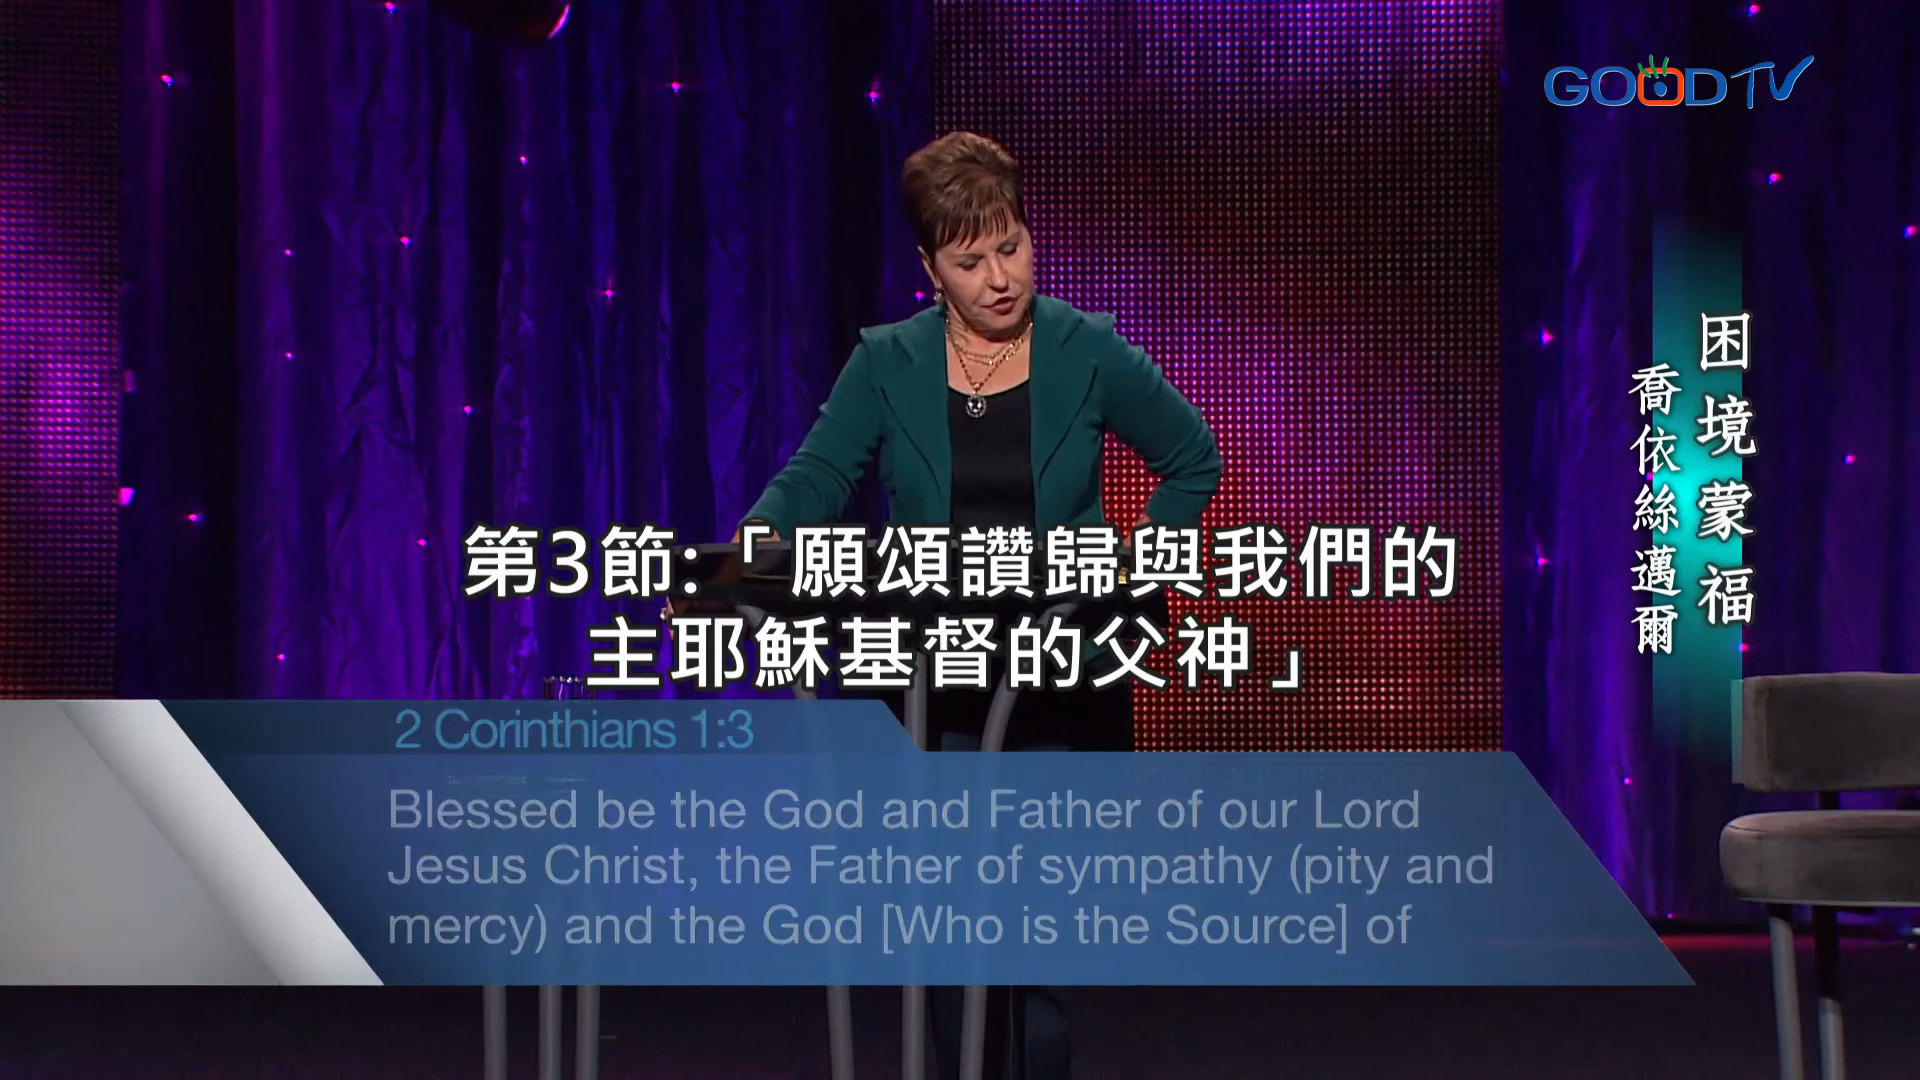 GOODTV
困境蒙福
喬依絲邁爾
第3節:「願頌讚歸與我們的
主耶穌基督的父神」
2 Corinthians 1:3
Blessed be the God and Father of our Lord
Jesus Christ, the Father of sympathy (pity and
mercy) and the God [Who is the Source] of